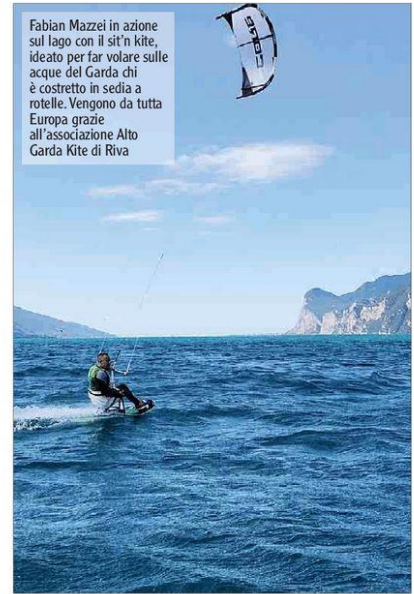 Fabian Mazzei in azione
sul lago con il sit'n kite,
ideato per far volare sulle
acque del Garda chi
è costretto in sedia a
rotelle. Vengono da tutta
Europa grazie
all'associazione Alto
Garda Kite di Riva